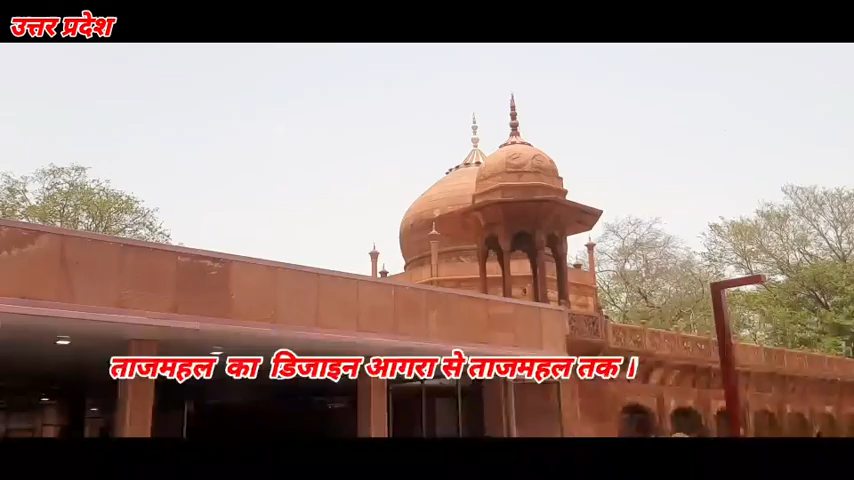 उत्तर प्रदेश
ताजमहल का डिजाइन आगरा से ताजमहल तक ।